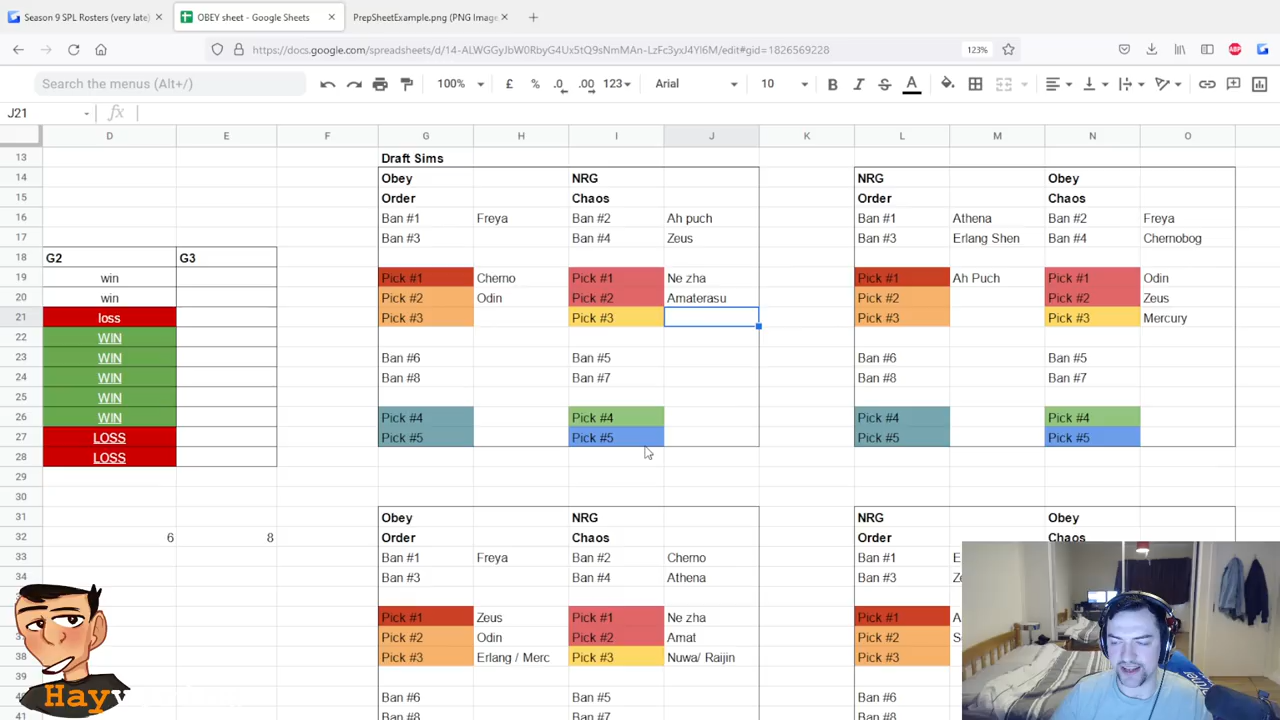 Season 9 SPL Rosters (very late)
OBEY sheet - Google Sheets
PrepSheetExample.png (PNG Imag
https://docs.google.com/spreadsheets/d/14-ALWGGyJbW0RbyG4Ux5tQ9sNmMAn-LzFc3yxJ4Yl6M/edit#gid=1826569228
123%
Search the menus (Alt+/)
100% £ % .0 .00 123 Arial 10 B I S A
J21 fx
D E F G H I J K L M N O
13 Draft Sims
14 Obey NRG NRG Obey
15 Order Chaos Order Chaos
16 Ban #1 Freya Ban #2 Ah puch Ban #1 Athena Ban #2 Freya
17 Ban #3 Ban #4 Zeus Ban #3 Erlang Shen Ban #4 Chernobog
18 G2 G3
19 win Pick #1 Cherno Pick #1 Ne zha Pick #1 Ah Puch Pick #1 Odin
20 win Pick #2 Odin Pick #2 Amaterasu Pick #2 Pick #2 Zeus
21 loss Pick #3 Pick #3 Pick #3 Pick #3 Mercury
22 WIN
23 WIN Ban #6 Ban #5 Ban #6 Ban #5
24 WIN Ban #8 Ban #7 Ban #8 Ban #7
25 WIN
26 WIN Pick #4 Pick #4 Pick #4 Pick #4
27 LOSS Pick #5 Pick #5 Pick #5 Pick #5
28 LOSS
29
30
31 Obey NRG NRG Obey
32 6 8 Order Chaos Order Chaos
33 Ban #1 Freya Ban #2 Cherno Ban #1
34 Ban #3 Ban #4 Athena Ban #3
Pick #1 Zeus Pick #1 Ne zha Pick #1
Pick #2 Odin Pick #2 Amat Pick #2
38 Pick #3 Erlang / Merc Pick #3 Nuwa/ Raijin Pick #3
39
40 Ban #6 Ban #5 Ban #6
41 Ban #8 Ban #7 Ban #8